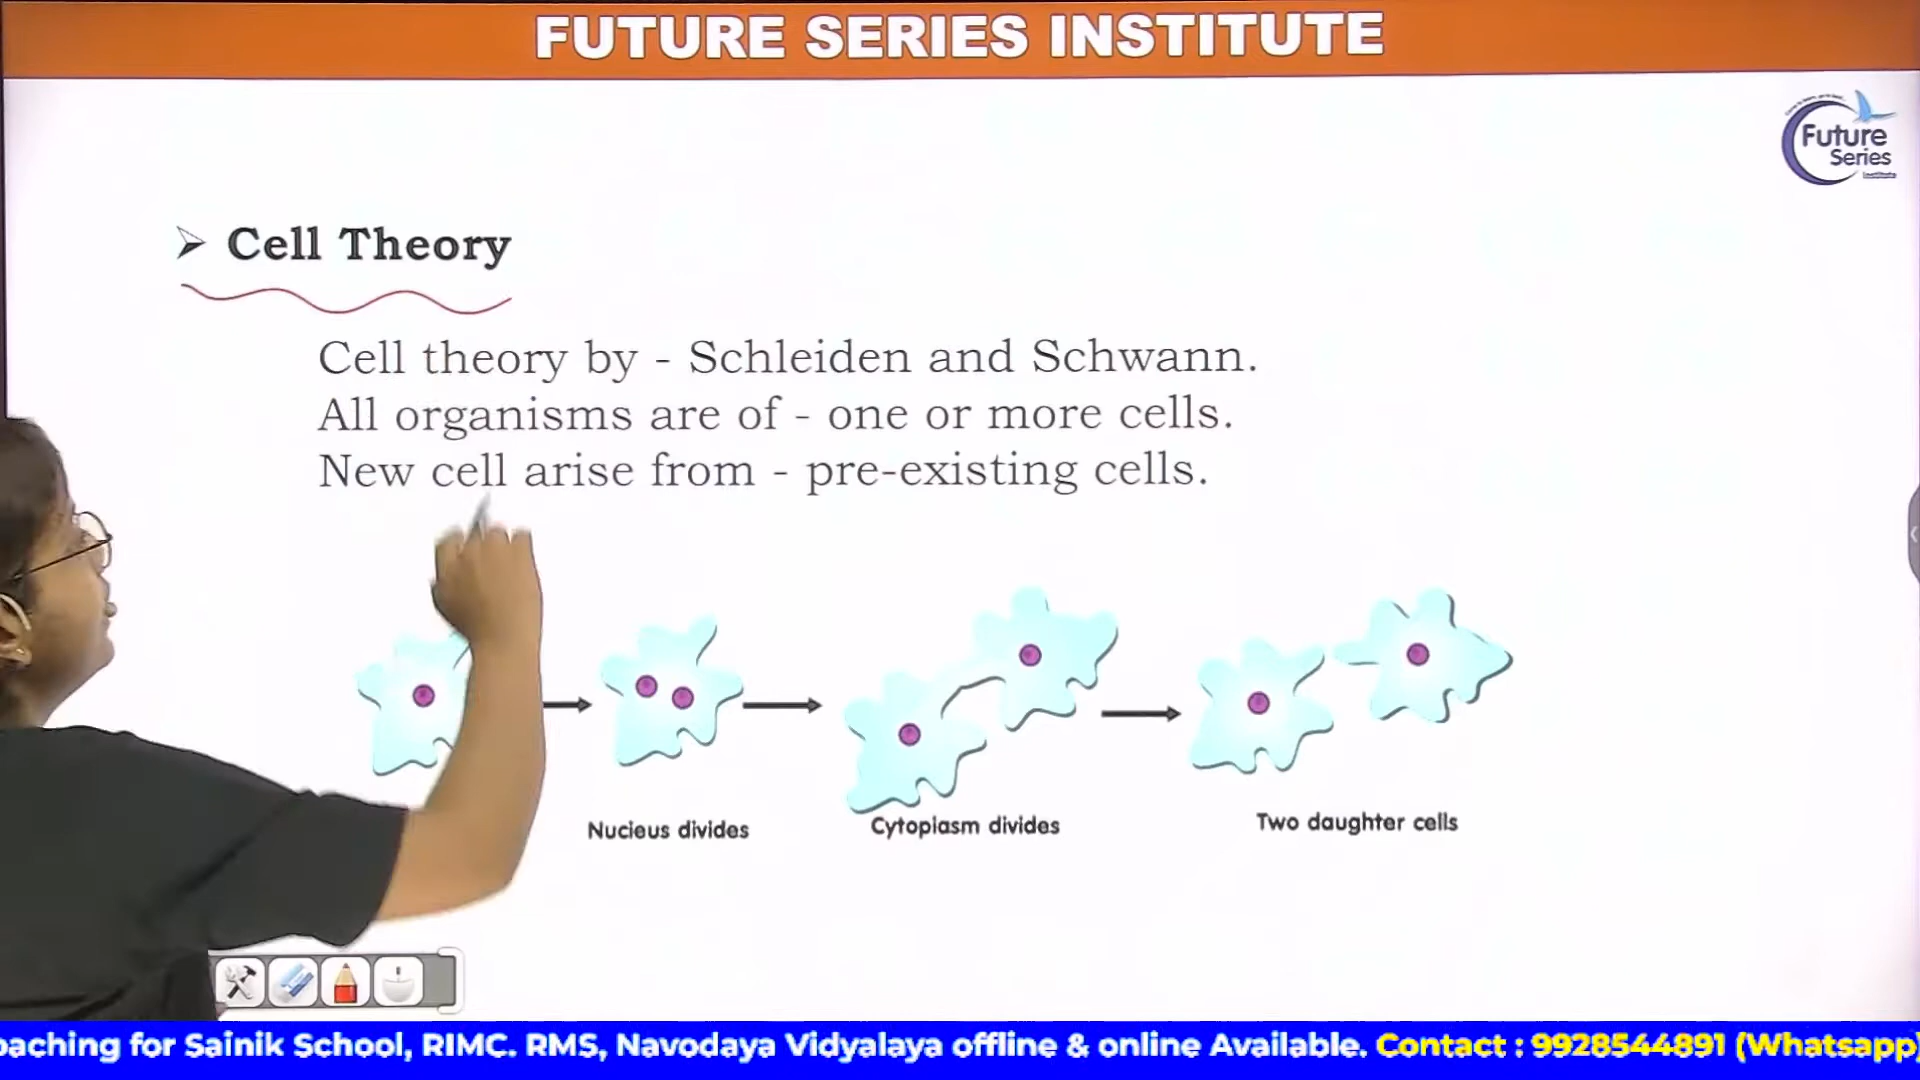 FUTURE SERIES INSTITUTE
Future
Series
Institute
➢ Cell Theory
Cell theory by - Schleiden and Schwann.
All organisms are of - one or more cells.
New cell arise from - pre-existing cells.
Nucleus divides
Cytoplasm divides
Two daughter cells
oaching for Sainik School, RIMC. RMS, Navodaya Vidyalaya offline & online Available. Contact : 9928544891 (Whatsapp)